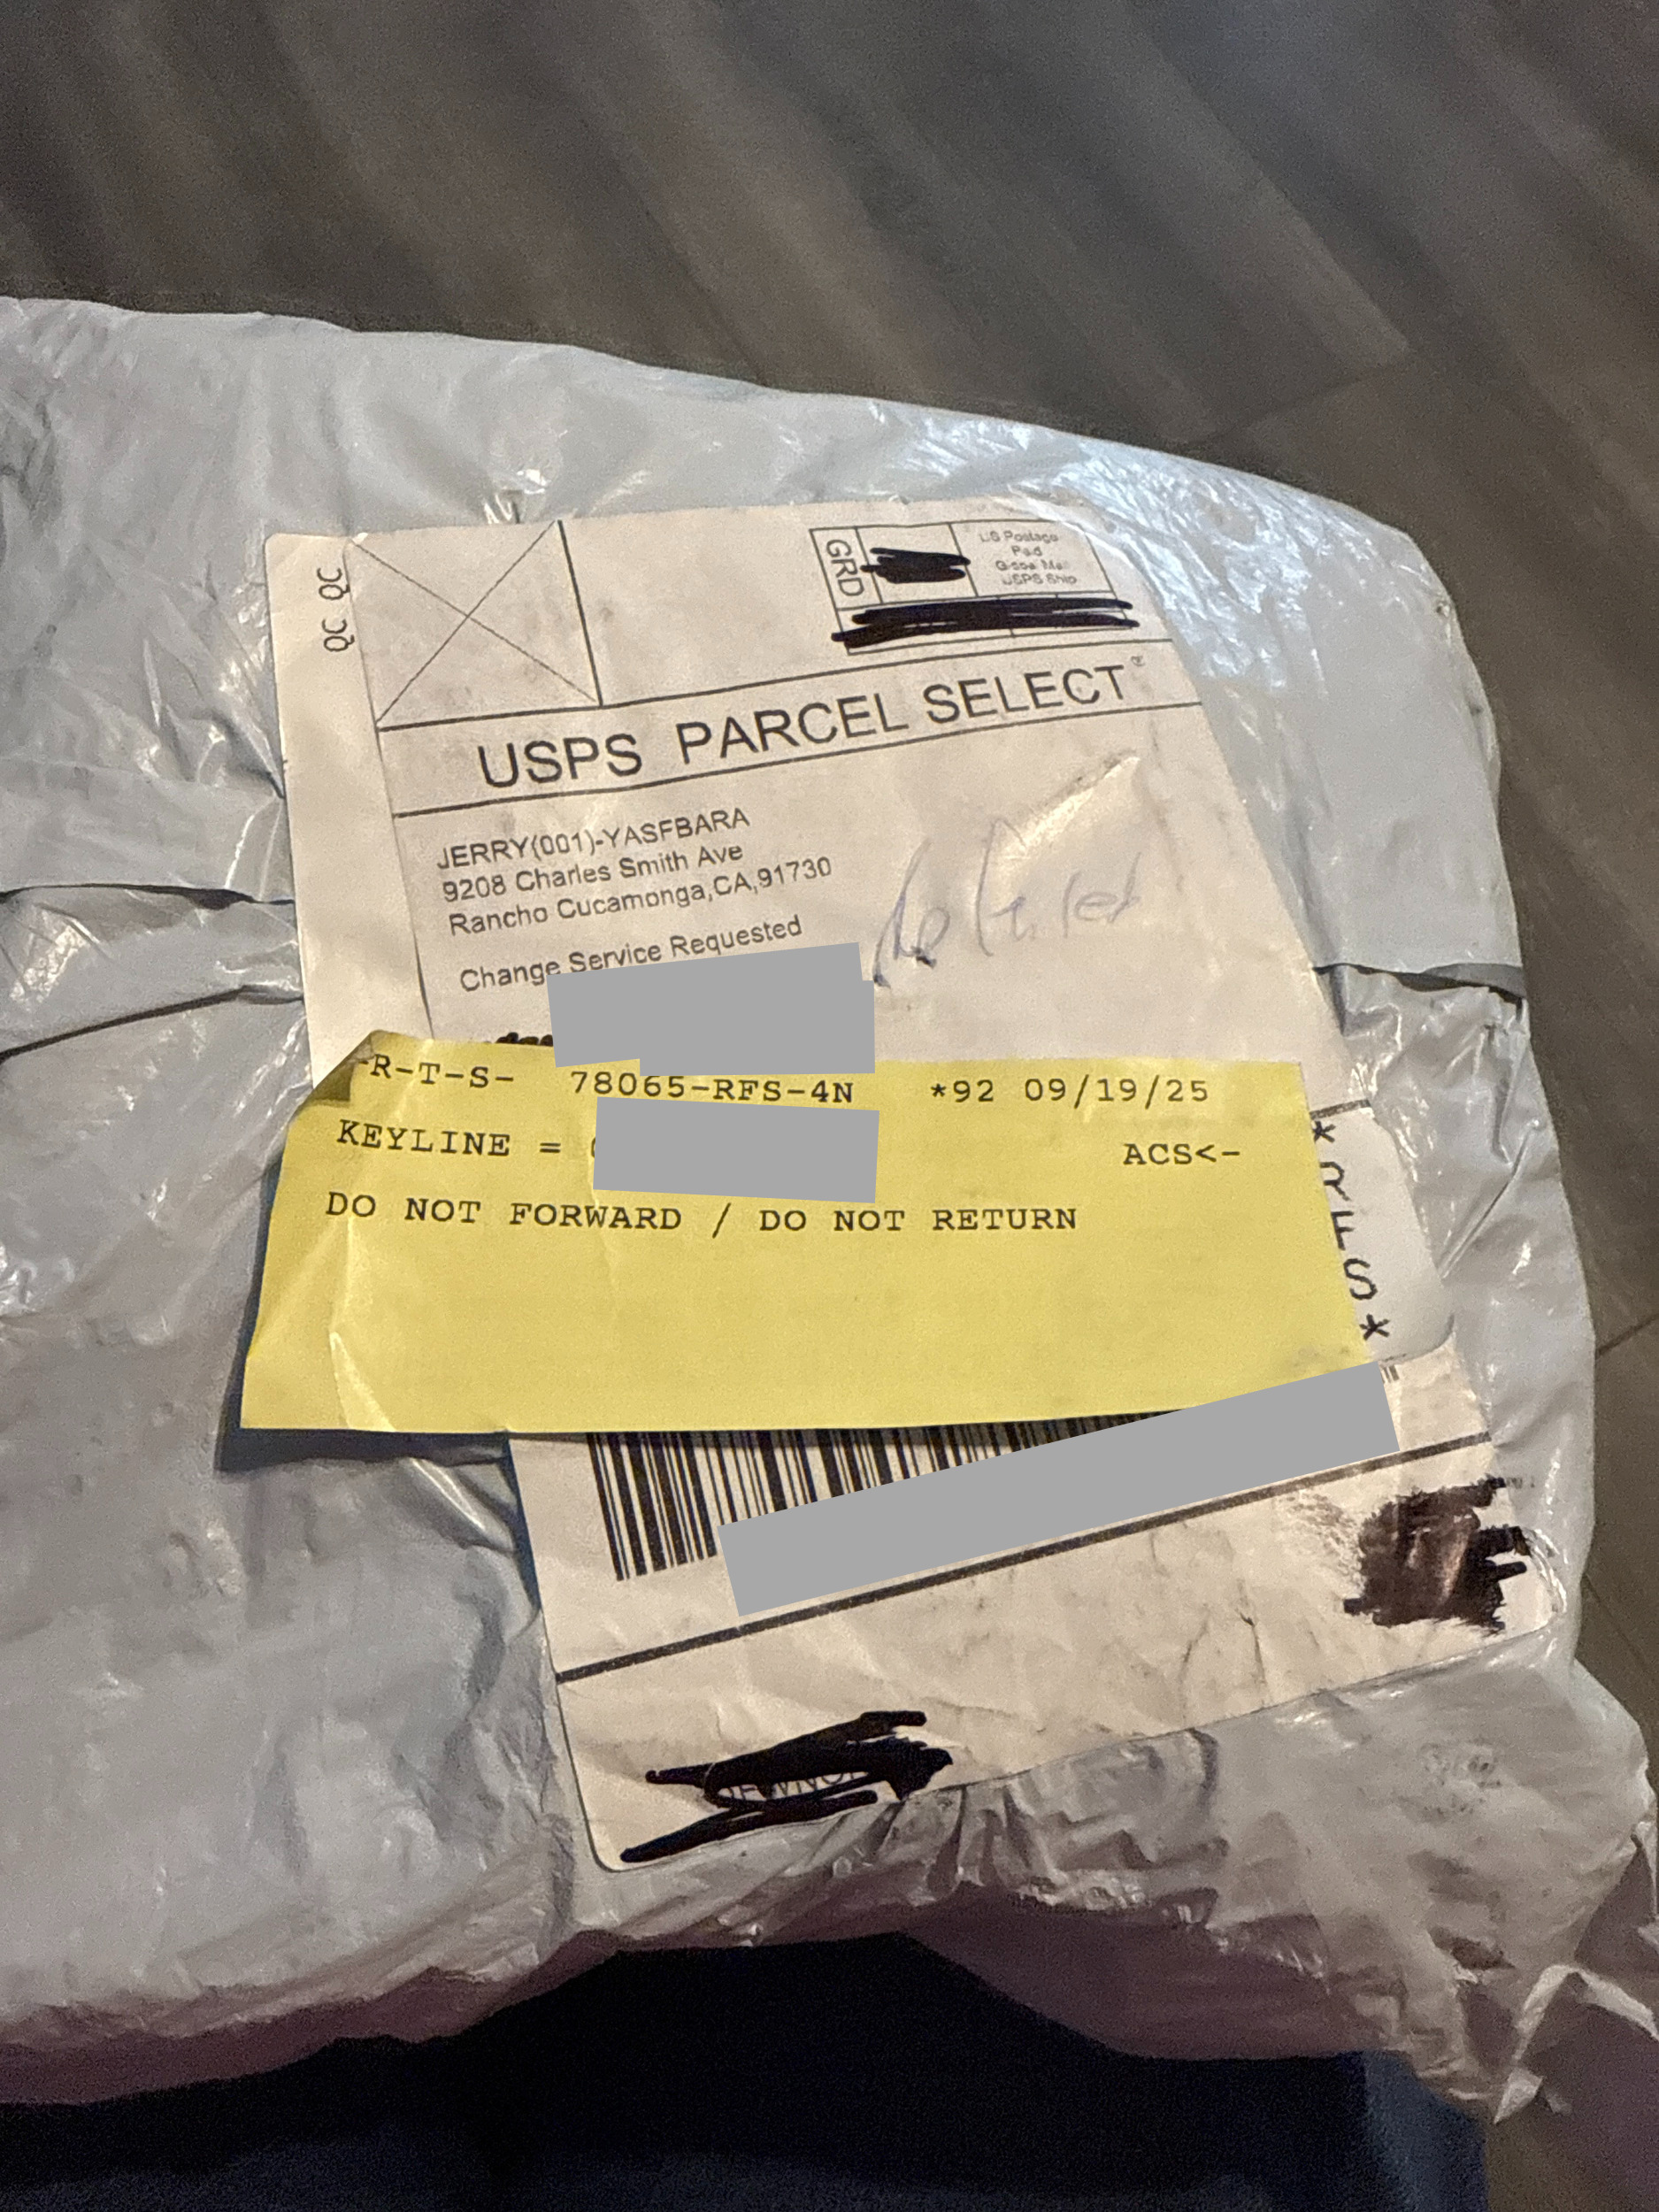 QC QC
GRD
US Postage
Paid
USPS Ship
USPS PARCEL SELECT®
JERRY(001)-YASFBARA
9208 Charles Smith Ave
Rancho Cucamonga,CA,91730
Change Service Requested
-R-T-S- 78065-RFS-4N *92 09/19/25
KEYLINE =
ACS<-
DO NOT FORWARD / DO NOT RETURN